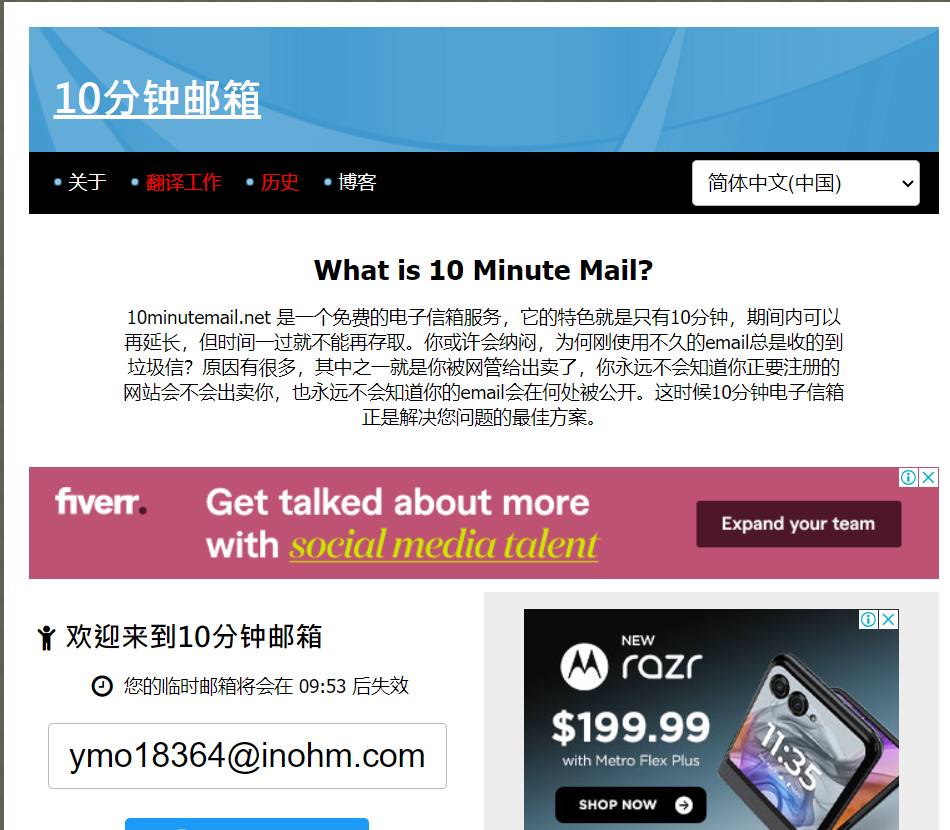 10分钟邮箱
关于 翻译工作 历史 博客
简体中文(中国)
What is 10 Minute Mail?
10minutemail.net 是一个免费的电子信箱服务，它的特色就是只有10分钟，期间内可以
再延长，但时间一过就不能再存取。你或许会纳闷，为何刚使用不久的email总是收的到
垃圾信？原因有很多，其中之一就是你被网管给出卖了，你永远不会知道你正要注册的
网站会不会出卖你，也永远不会知道你的email会在何处被公开。这时候10分钟电子信箱
正是解决您问题的最佳方案。
fiverr.
Get talked about more
with social media talent
Expand your team
欢迎来到10分钟邮箱
您的临时邮箱将会在 09:53 后失效
ymo18364@inohm.com
NEW
razr
$199.99
with Metro Flex Plus
SHOP NOW
11:35